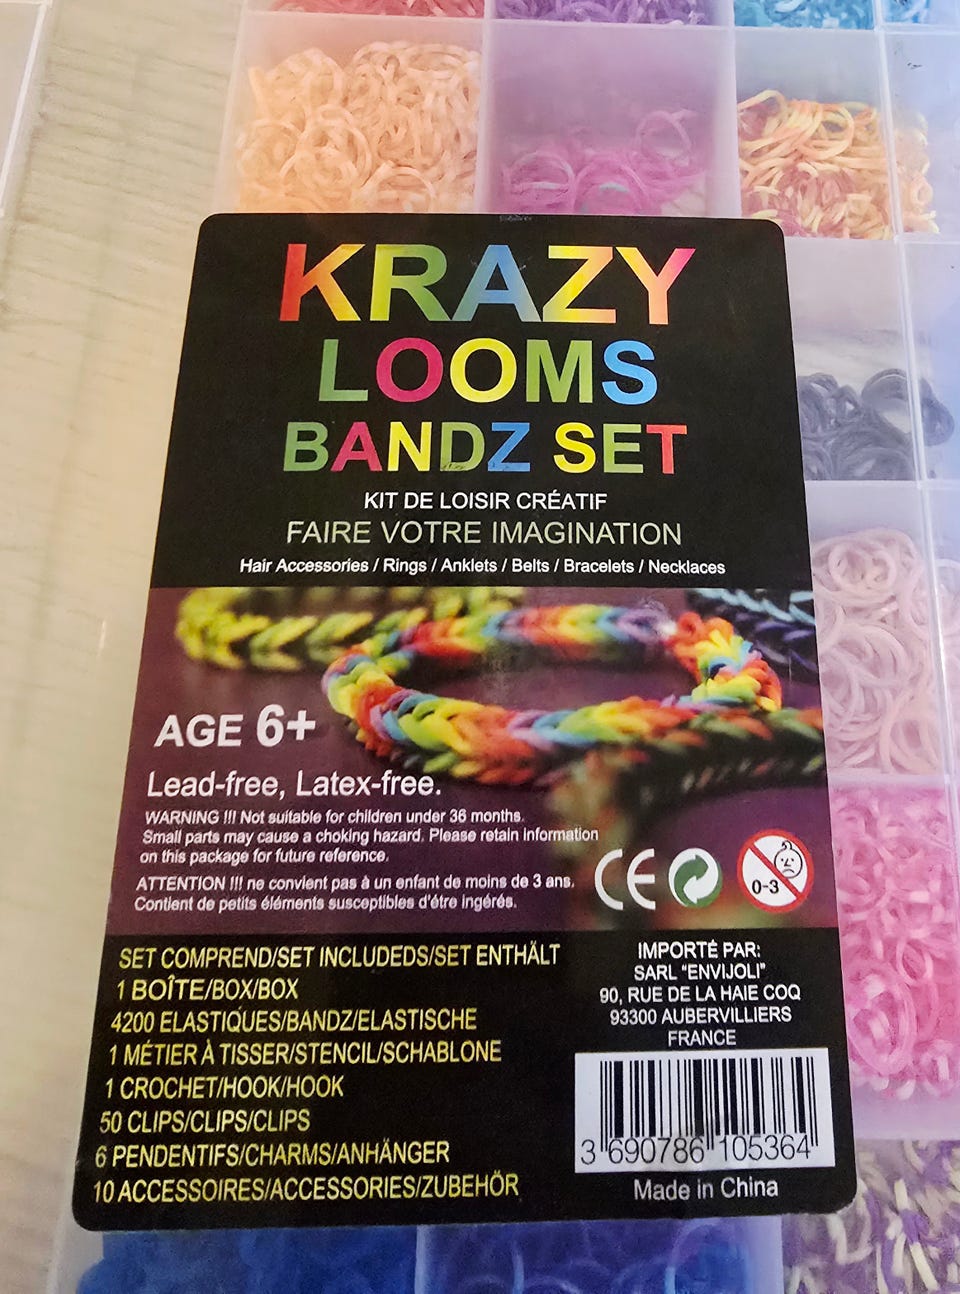 KRAZY
LOOMS
BANDZ SET
KIT DE LOISIR CRÉATIF
FAIRE VOTRE IMAGINATION
Hair Accessories / Rings / Anklets / Belts / Bracelets / Necklaces
AGE 6+
Lead-free, Latex-free.
WARNING !!! Not suitable for children under 36 months.
Small parts may cause a choking hazard. Please retain information
on this package for future reference.
ATTENTION !!! ne convient pas à un enfant de moins de 3 ans.
Contient de petits éléments susceptibles d'étre ingérés.
CE
0-3
SET COMPREND/SET INCLUDEDS/SET ENTHÄLT
1 BOÎTE/BOX/BOX
4200 ELASTIQUES/BANDZ/ELASTISCHE
1 MÉTIER À TISSER/STENCIL/SCHABLONE
1 CROCHET/HOOK/HOOK
50 CLIPS/CLIPS/CLIPS
6 PENDENTIFS/CHARMS/ANHÄNGER
10 ACCESSOIRES/ACCESSORIES/ZUBEHÖR
IMPORTÉ PAR:
SARL "ENVIJOLI"
90, RUE DE LA HAIE COQ
93300 AUBERVILLIERS
FRANCE
3 690786 105364
Made in China